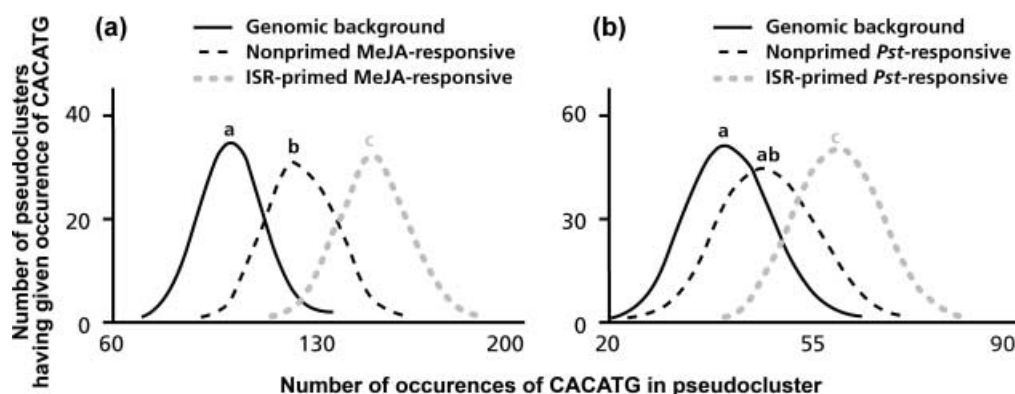 (a)
Genomic background
Nonprimed MeJA-responsive
ISR-primed MeJA-responsive
Number of pseudoclusters
having given occurence of CACATG
40
20
0
a
b
c
60
130
200
(b)
Genomic background
Nonprimed Pst-responsive
ISR-primed Pst-responsive
60
30
0
a
ab
c
20
55
90
Number of occurences of CACATG in pseudocluster